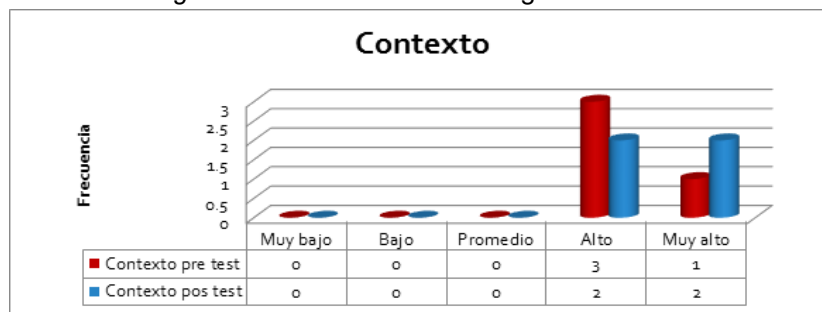 Contexto
Frecuencia
3
2.5
2
1.5
1
0.5
0
Muy bajo Bajo Promedio Alto Muy alto
Contexto pre test 0 0 0 3 1
Contexto pos test 0 0 0 2 2